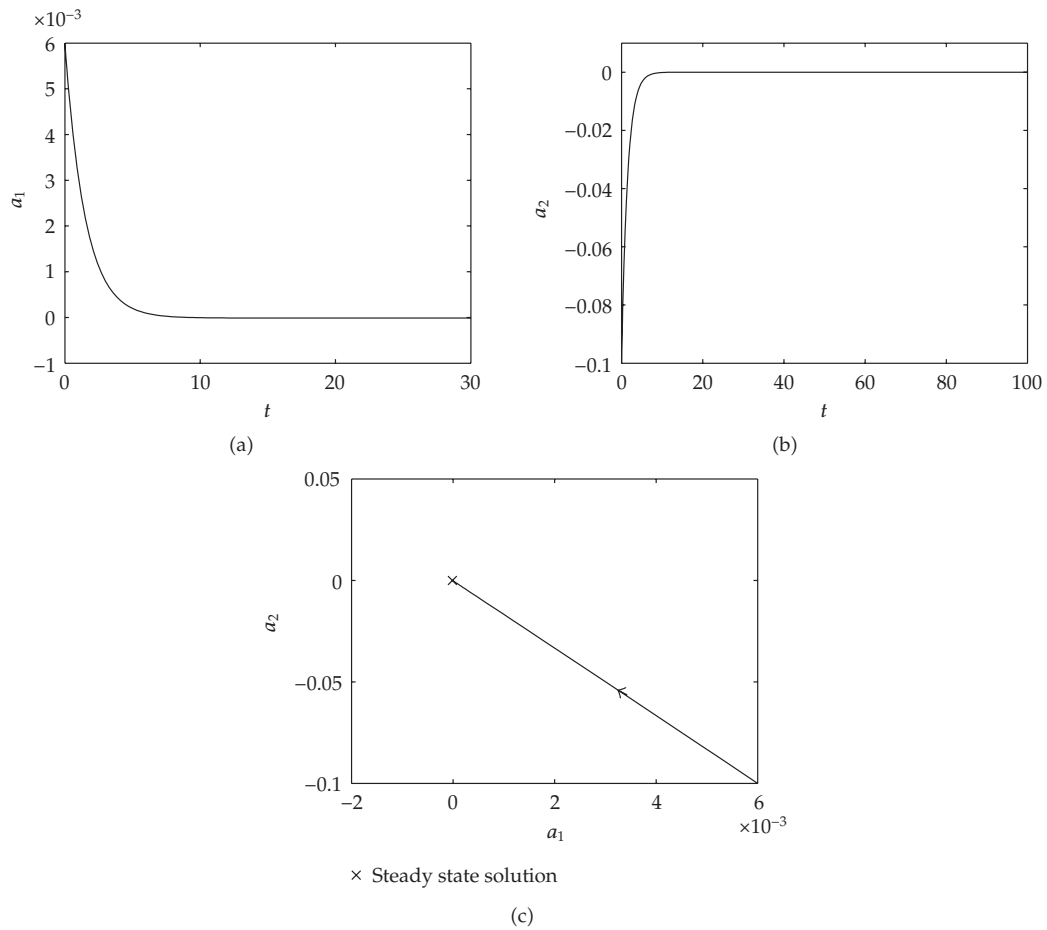 ×10⁻³
6
5
4
3
2
1
0
−1
a₁
0 10 20 30
t
(a)
0
−0.02
−0.04
−0.06
−0.08
−0.1
a₂
0 20 40 60 80 100
t
(b)
0.05
0
−0.05
−0.1
a₂
−2 0 2 4 6
×10⁻³
a₁
× Steady state solution
(c)